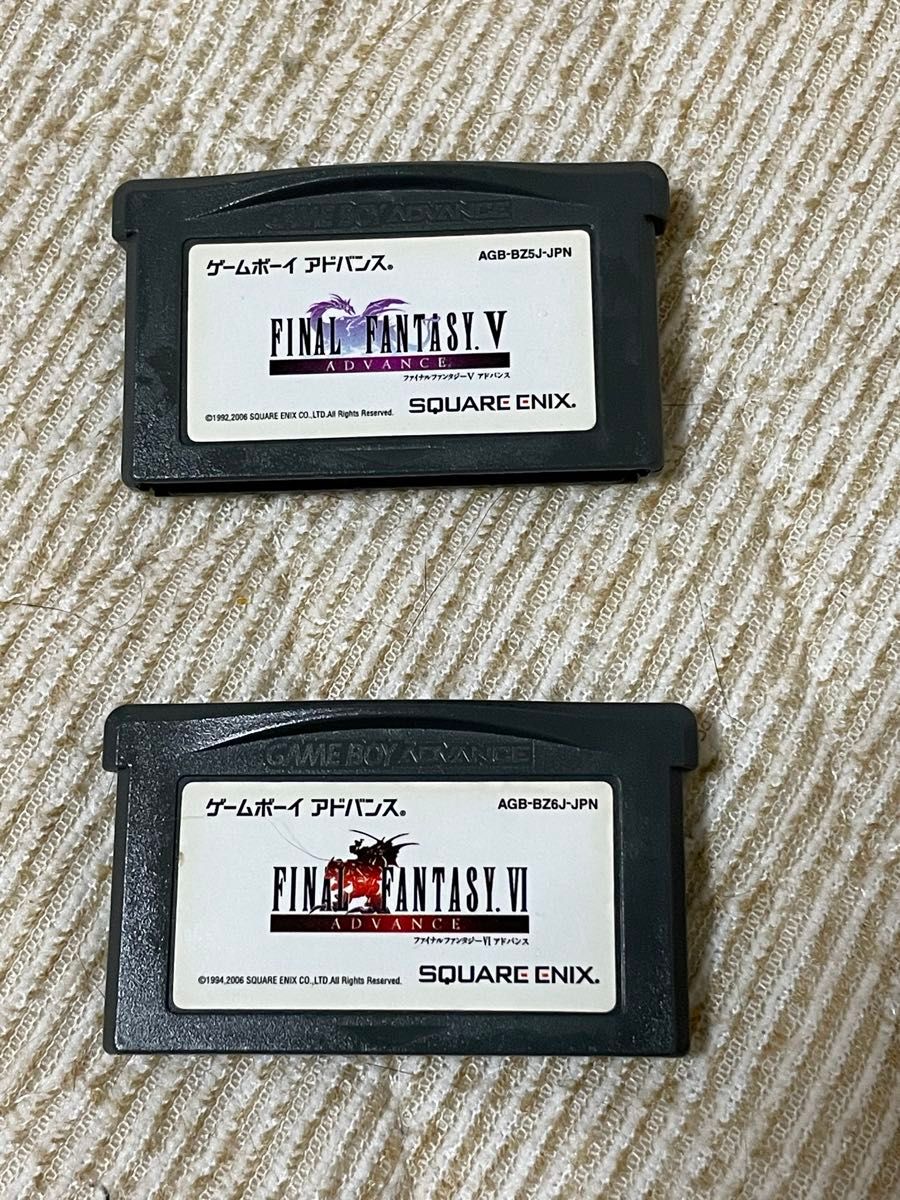 GAME BOY ADVANCE
ゲームボーイ アドバンス®
AGB-BZ5J-JPN
FINAL FANTASY. V
ADVANCE
ファイナルファンタジーV アドバンス
©1992,2006 SQUARE ENIX CO.,LTD.All Rights Reserved.
SQUARE ENIX.
GAME BOY ADVANCE
ゲームボーイ アドバンス®
AGB-BZ6J-JPN
FINAL FANTASY. VI
ADVANCE
ファイナルファンタジーVI アドバンス
©1994,2006 SQUARE ENIX CO.,LTD.All Rights Reserved.
SQUARE ENIX.